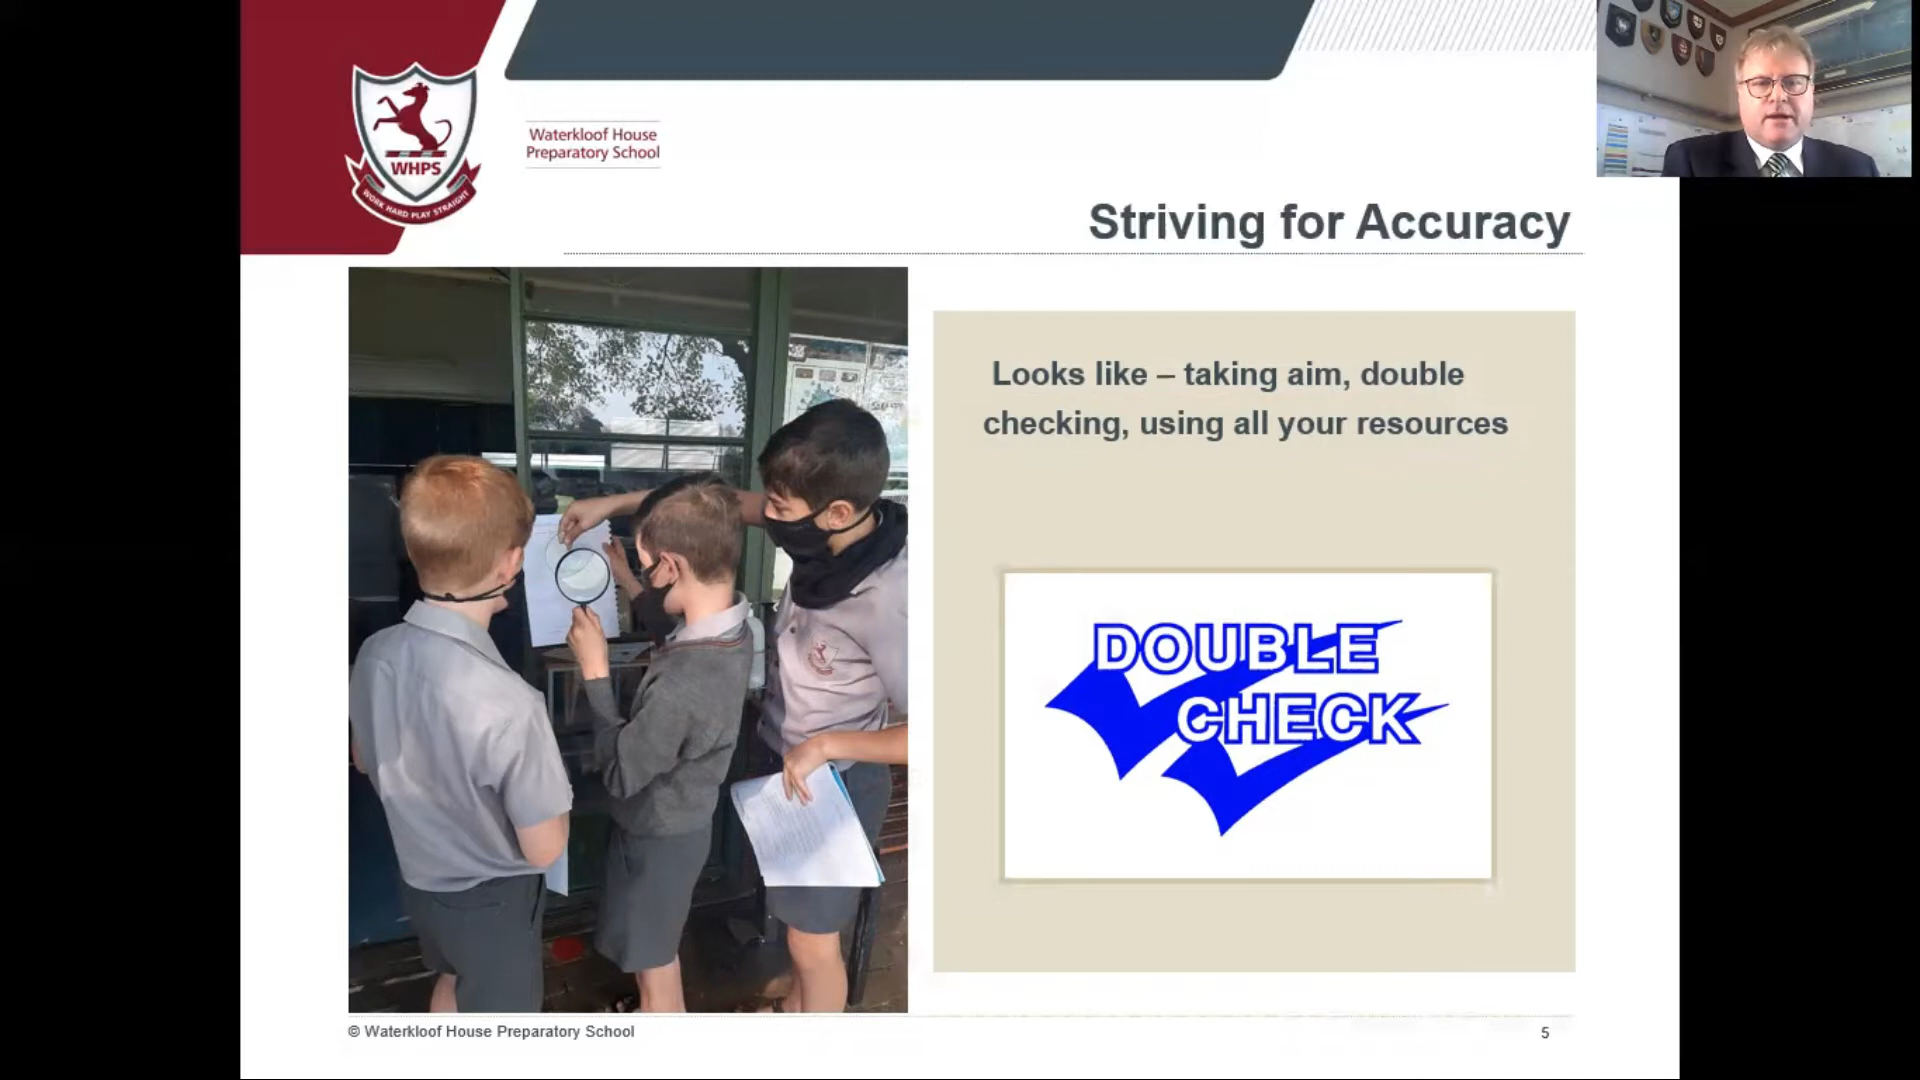 WHPS
WORK HARD PLAY STRAIGHT
Waterkloof House
Preparatory School
Striving for Accuracy
Looks like – taking aim, double
checking, using all your resources
DOUBLE
CHECK
© Waterkloof House Preparatory School
5